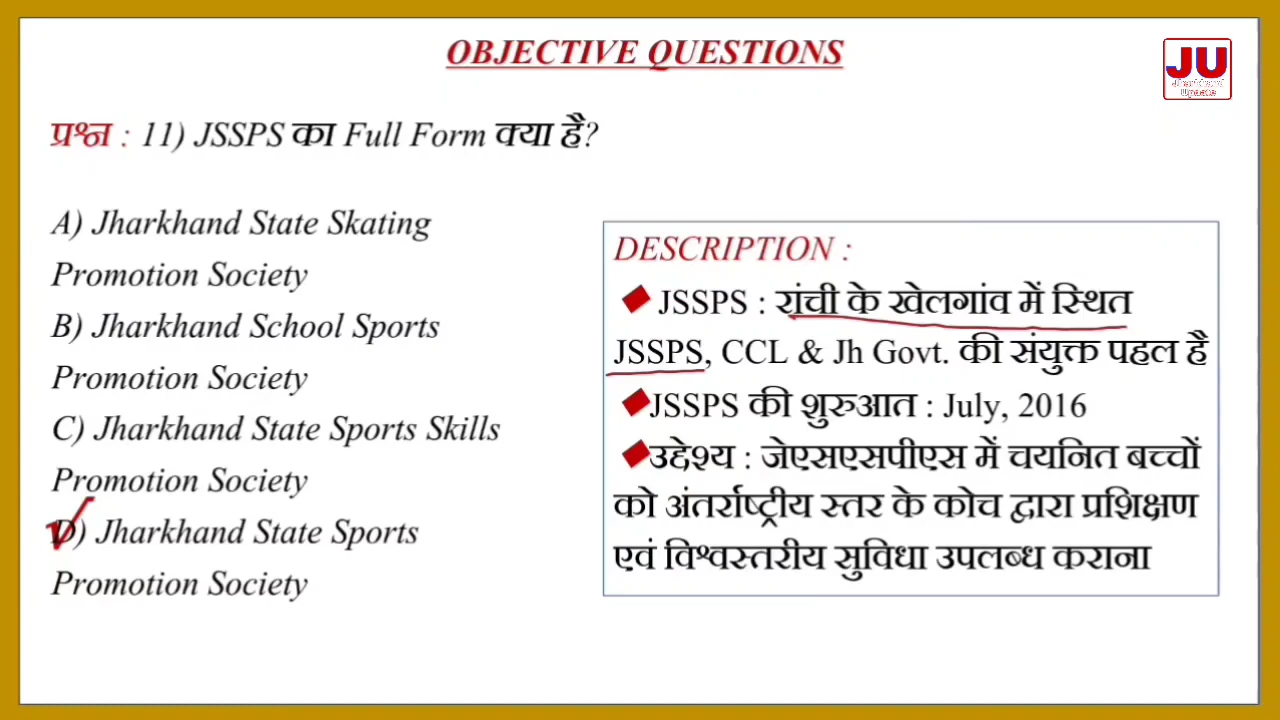 OBJECTIVE QUESTIONS
JU
Jharkhand
Update
प्रश्न : 11) JSSPS का Full Form क्या है?
A) Jharkhand State Skating
Promotion Society
B) Jharkhand School Sports
Promotion Society
C) Jharkhand State Sports Skills
Promotion Society
D) Jharkhand State Sports
Promotion Society
DESCRIPTION :
JSSPS : रांची के खेलगांव में स्थित
JSSPS, CCL & Jh Govt. की संयुक्त पहल है
JSSPS की शुरुआत : July, 2016
उद्देश्य : जेएसएसपीएस में चयनित बच्चों
को अंतर्राष्ट्रीय स्तर के कोच द्वारा प्रशिक्षण
एवं विश्वस्तरीय सुविधा उपलब्ध कराना